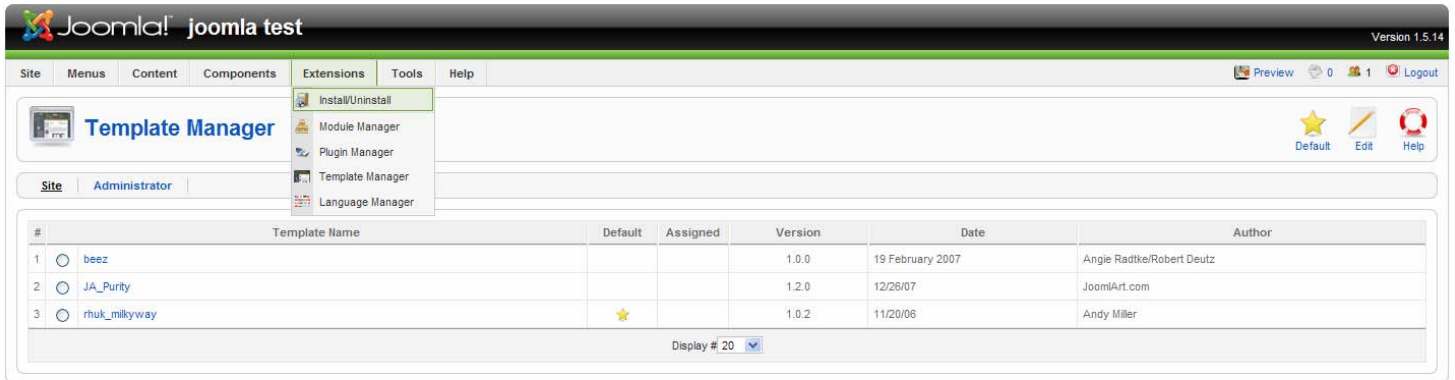 Joomla! joomla test
Version 1.5.14
Site Menus Content Components Extensions Tools Help Preview 0 1 Logout
Install/Uninstall
Template Manager Module Manager Default Edit Help
Plugin Manager
Template Manager
Site Administrator
Language Manager
# Template Name Default Assigned Version Date Author
1 beez 1.0.0 19 February 2007 Angie Radtke/Robert Deutz
2 JA_Purity 1.2.0 12/26/07 JoomlArt.com
3 rhuk_milkyway 1.0.2 11/20/06 Andy Miller
Display # 20